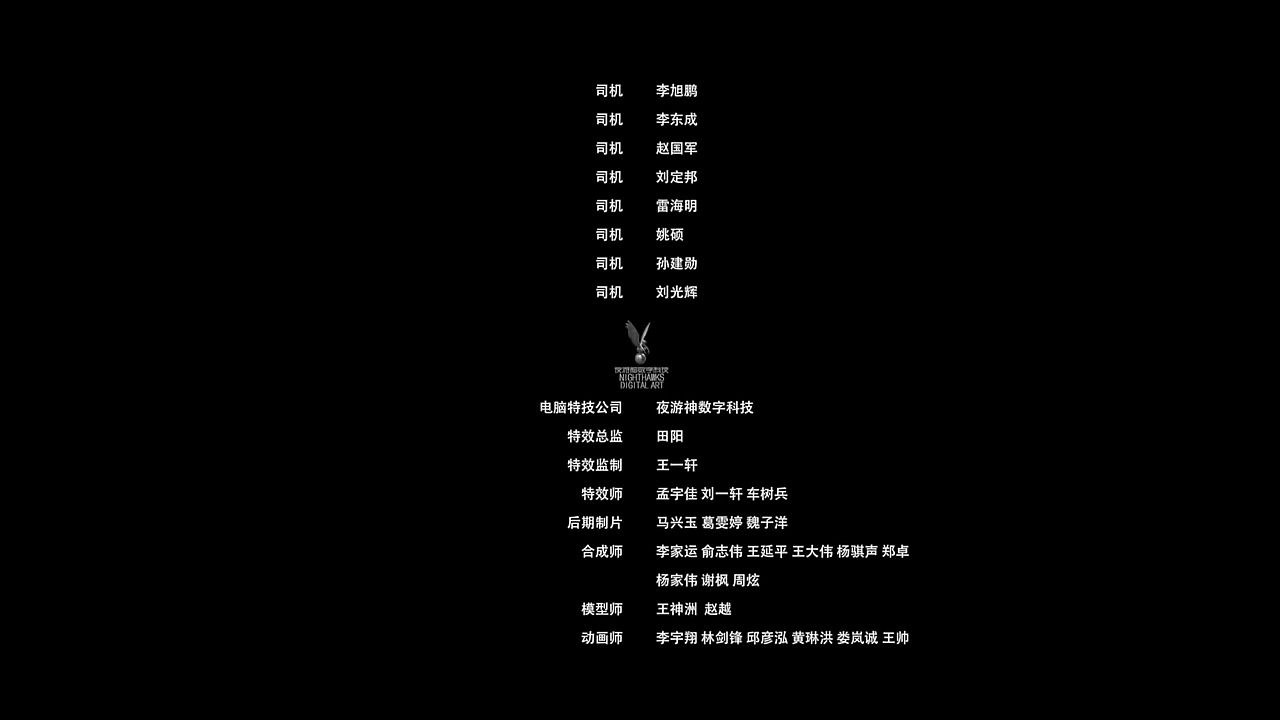 司机 李旭鹏
司机 李东成
司机 赵国军
司机 刘定邦
司机 雷海明
司机 姚硕
司机 孙建勋
司机 刘光辉
夜游神数字科技
NIGHTHAWKS
DIGITAL ART
电脑特技公司 夜游神数字科技
特效总监 田阳
特效监制 王一轩
特效师 孟宇佳 刘一轩 车树兵
后期制片 马兴玉 葛雯婷 魏子洋
合成师 李家运 俞志伟 王延平 王大伟 杨骐声 郑卓
杨家伟 谢枫 周炫
模型师 王神洲 赵越
动画师 李宇翔 林剑锋 邱彦泓 黄琳洪 娄岚诚 王帅